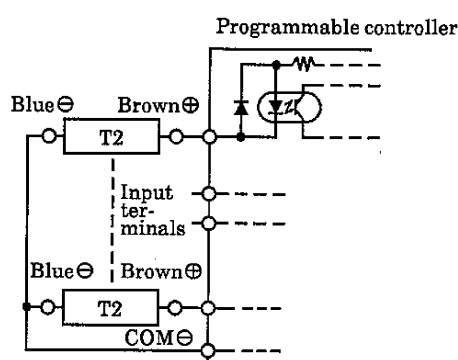 Programmable controller
Blue⊖ Brown⊕
T2
Input
ter-
minals
Blue⊖ Brown⊕
T2
COM⊖